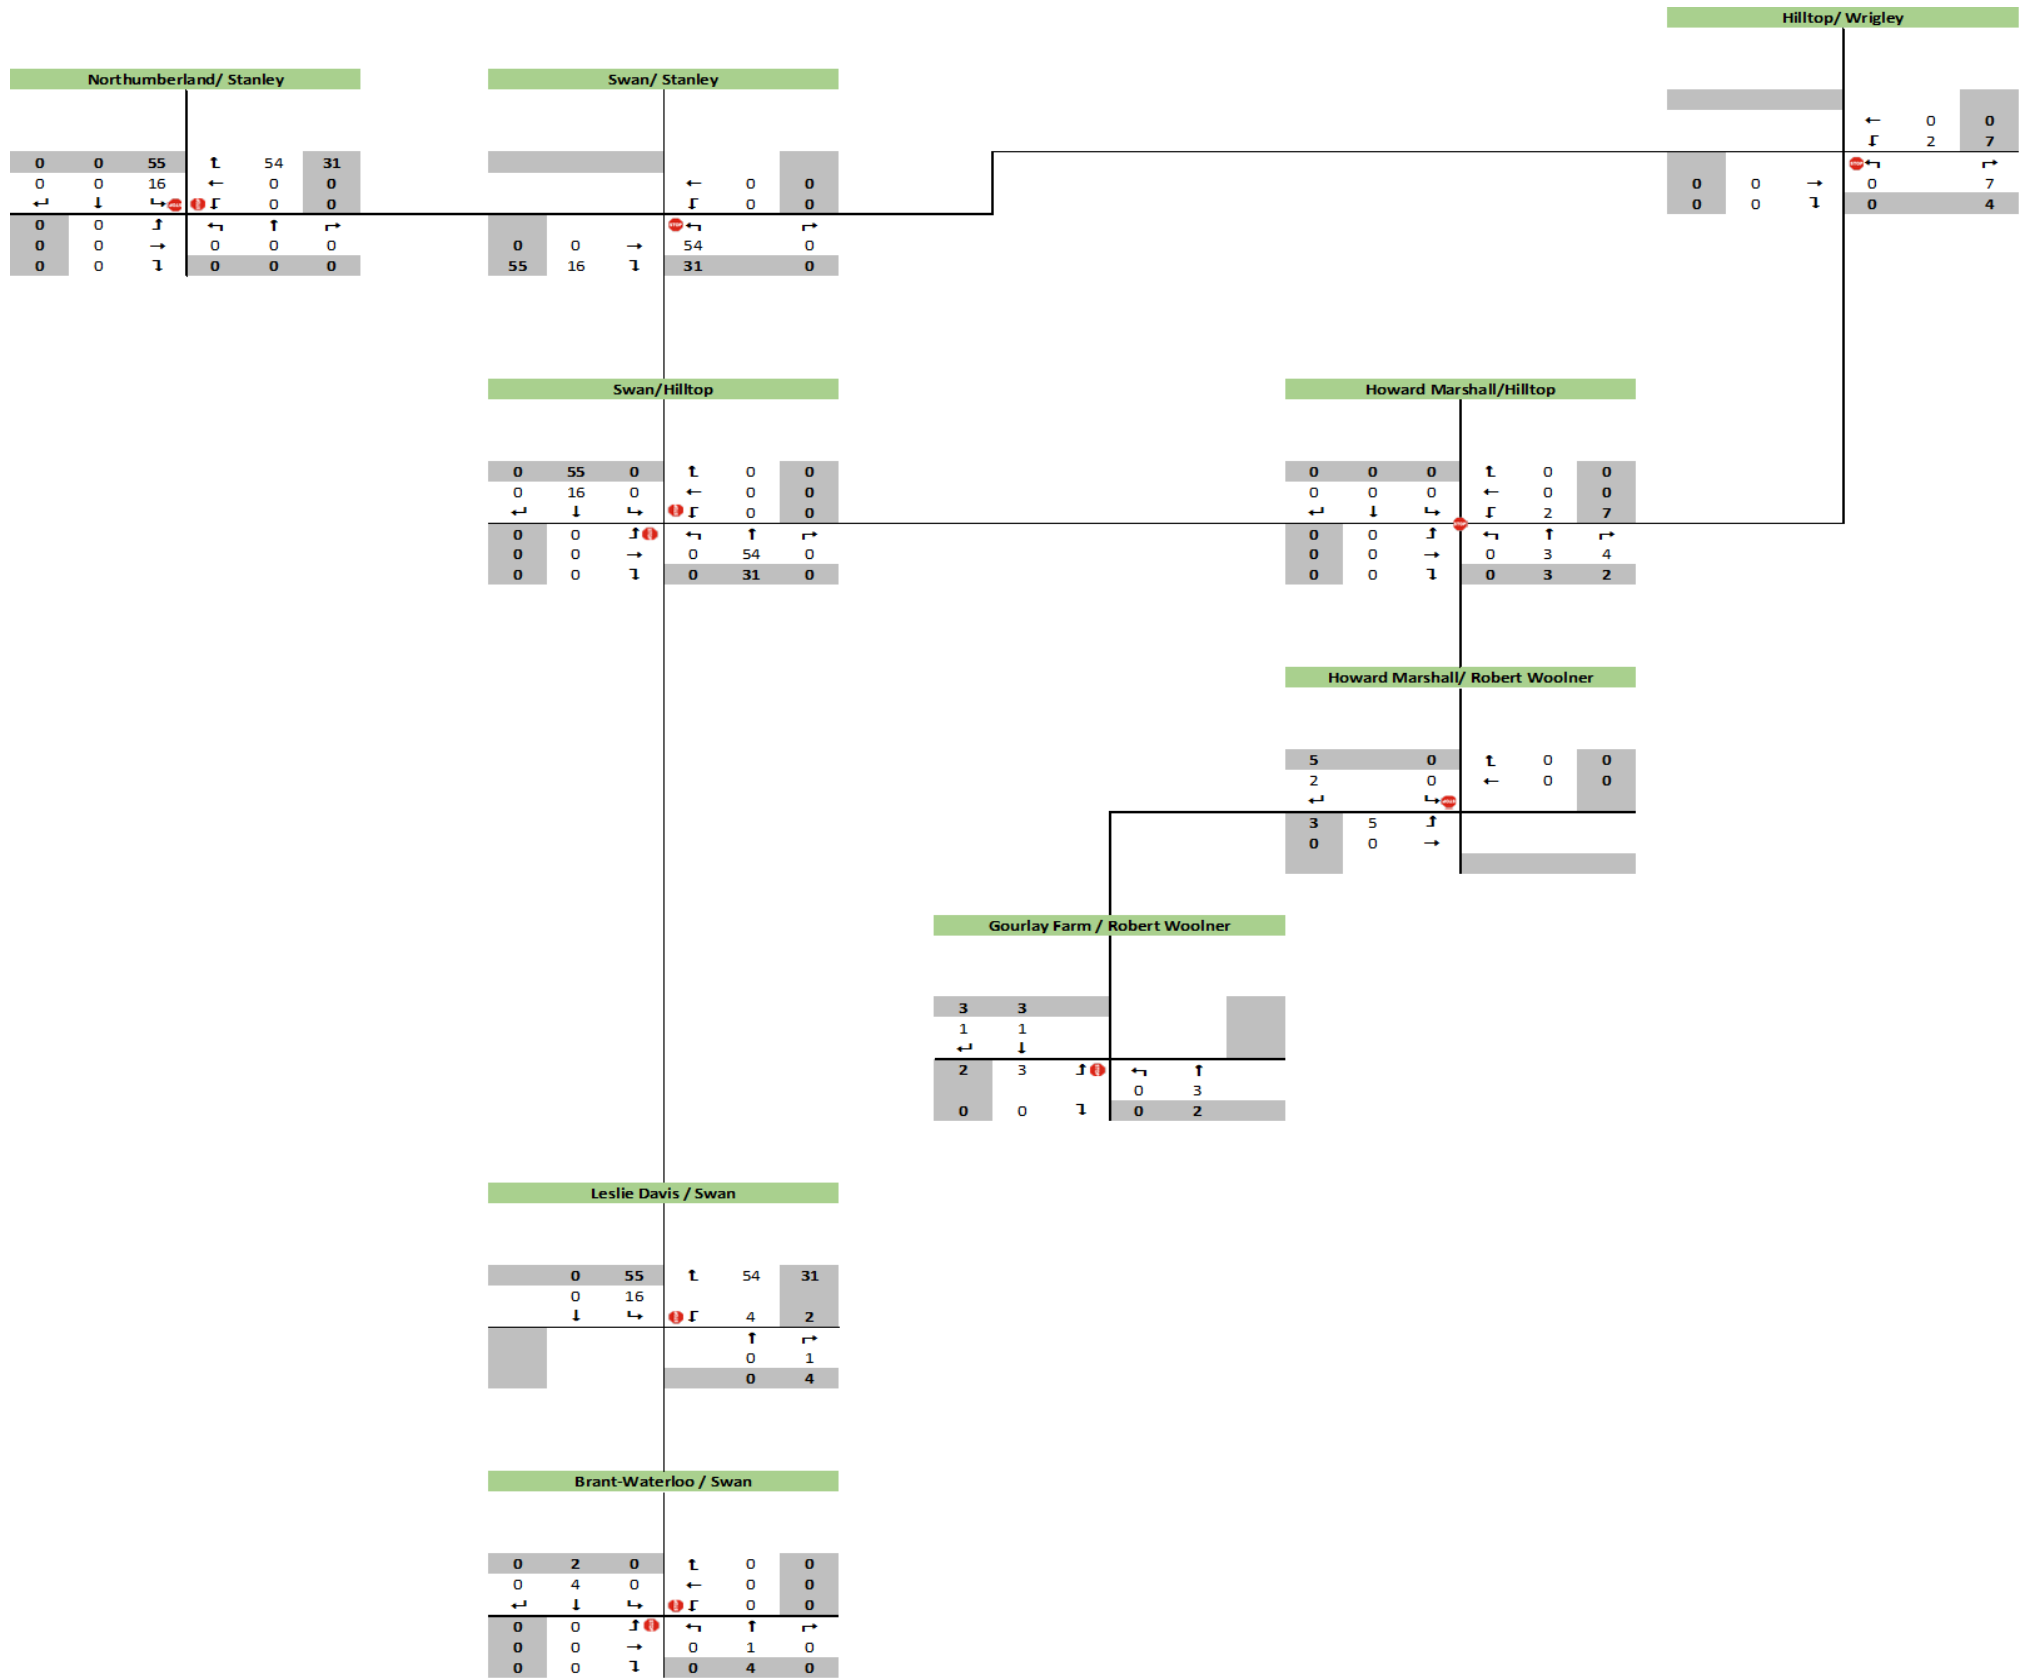 Hilltop/ Wrigley
Northumberland/ Stanley
Swan/ Stanley
← 0 0
↰ 2 7
STOP ↰ ↱
0 0 → 0 7
0 0 ↴ 0 4
0 0 55 ↑ 54 31
0 0 16 ← 0 0
↵ ↓ ↳ ↰ 0 0
0 0 ↑ ↰ ↑ ↱
0 0 → 0 0 0
0 0 ↴ 0 0 0
← 0 0
↰ 0 0
STOP ↰ ↱
0 0 → 54 0
55 16 ↴ 31 0
Swan/Hilltop
Howard Marshall/Hilltop
0 55 0 ↑ 0 0
0 16 0 ← 0 0
↵ ↓ ↳ ↰ 0 0
0 0 ↑ ↰ ↑ ↱
0 0 → 0 54 0
0 0 ↴ 0 31 0
0 0 0 ↑ 0 0
0 0 0 ← 0 0
↵ ↓ ↳ ↰ 2 7
STOP
0 0 ↑ ↰ ↑ ↱
0 0 → 0 3 4
0 0 ↴ 0 3 2
Howard Marshall/ Robert Woolner
5 0 ↑ 0 0
2 0 ← 0 0
↵ ↳
3 5 ↑
0 0 →
Gourlay Farm / Robert Woolner
3 3
1 1
↵ ↓
2 3 ↑ ↰ ↑
0 3
0 0 ↴ 0 2
Leslie Davis / Swan
0 55 ↑ 54 31
0 16
↓ ↳ ↰ 4 2
↑ ↱
0 1
0 4
Brant-Waterloo / Swan
0 2 0 ↑ 0 0
0 4 0 ← 0 0
↵ ↓ ↳ ↰ 0 0
0 0 ↑ ↰ ↑ ↱
0 0 → 0 1 0
0 0 ↴ 0 4 0